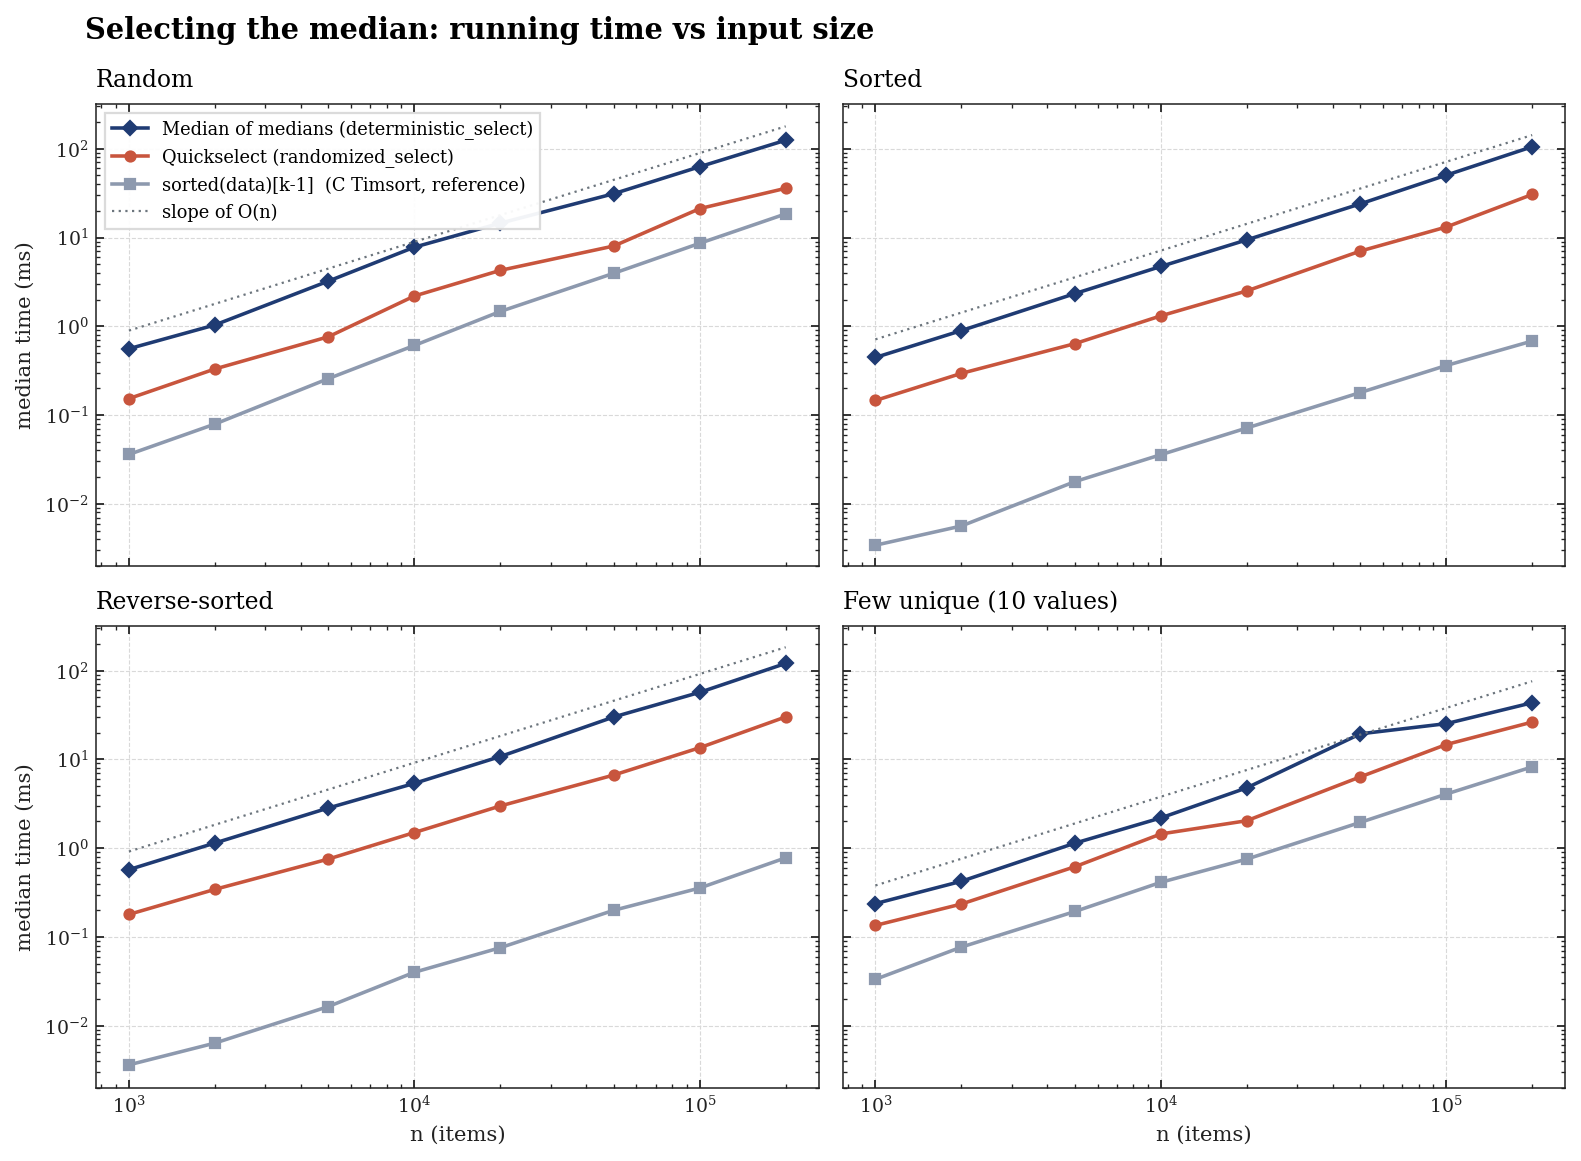 Selecting the median: running time vs input size
Random
Sorted
Median of medians (deterministic_select)
Quickselect (randomized_select)
sorted(data)[k-1]  (C Timsort, reference)
slope of O(n)
median time (ms)
10²
10¹
10⁰
10⁻¹
10⁻²
Reverse-sorted
Few unique (10 values)
median time (ms)
10²
10¹
10⁰
10⁻¹
10⁻²
10³ 10⁴ 10⁵
10³ 10⁴ 10⁵
n (items)
n (items)